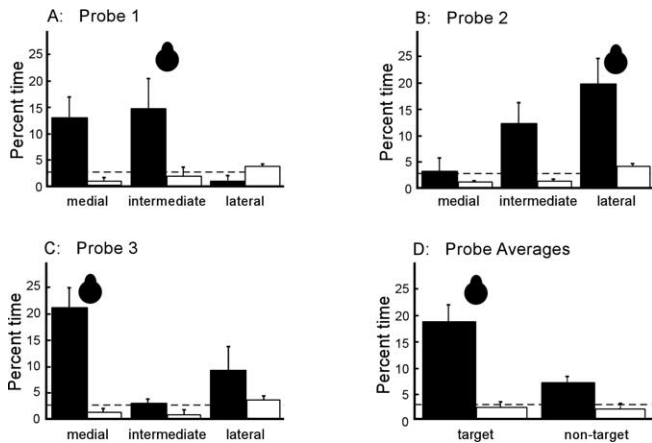 A: Probe 1
Percent time
25
20
15
10
5
0
medial intermediate lateral
B: Probe 2
Percent time
25
20
15
10
5
0
medial intermediate lateral
C: Probe 3
Percent time
25
20
15
10
5
0
medial intermediate lateral
D: Probe Averages
Percent time
25
20
15
10
5
0
target non-target